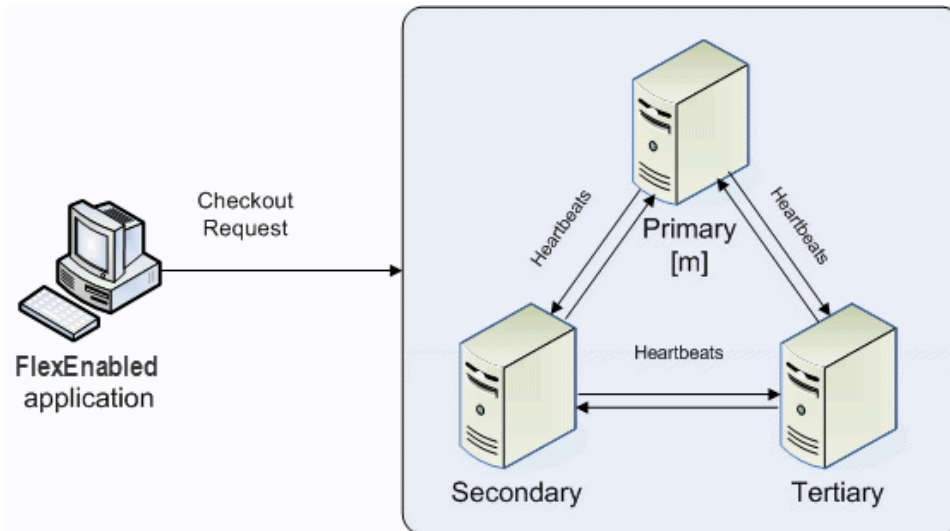 Checkout
Request
FlexEnabled
application
Heartbeats
Heartbeats
Primary
[m]
Heartbeats
Secondary
Tertiary